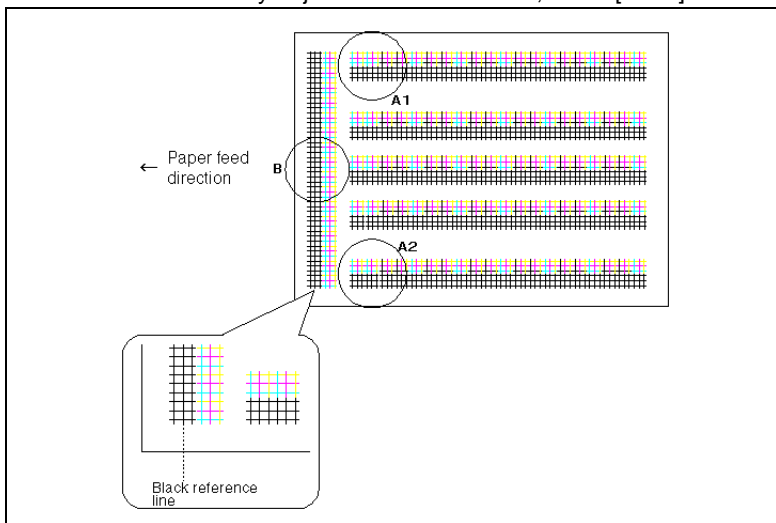 A1
← Paper feed
direction
B
A2
Black reference
line